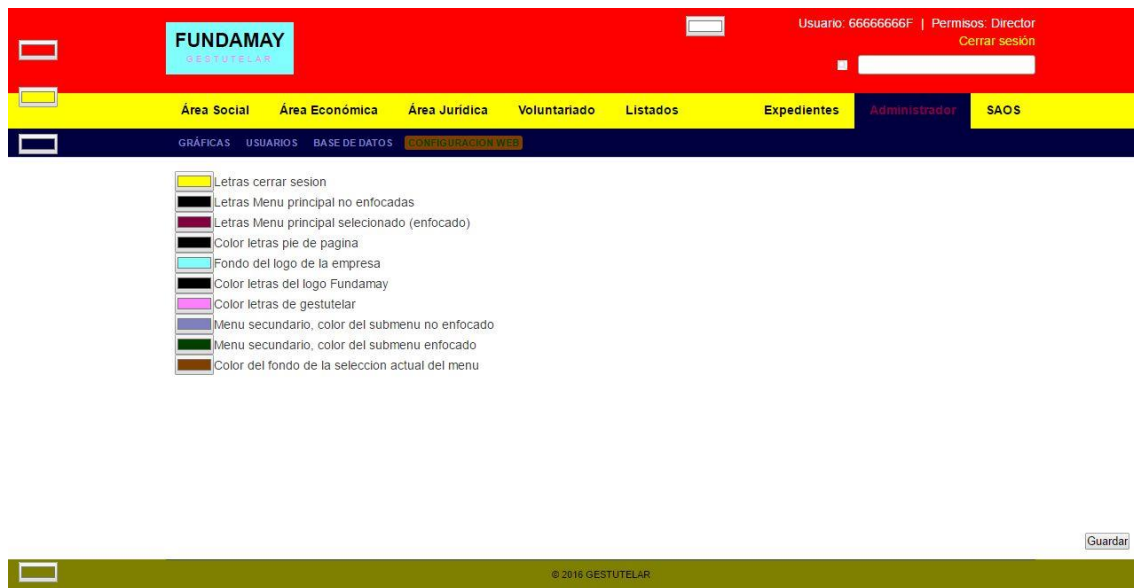 FUNDAMAY
GESTUTELAR
Usuario: 66666666F | Permisos: Director
Cerrar sesión
Área Social Área Económica Área Jurídica Voluntariado Listados Expedientes Administrador SAOS
GRÁFICAS USUARIOS BASE DE DATOS CONFIGURACIÓN WEB
Letras cerrar sesion
Letras Menu principal no enfocadas
Letras Menu principal selecionado (enfocado)
Color letras pie de pagina
Fondo del logo de la empresa
Color letras del logo Fundamay
Color letras de gestutelar
Menu secundario, color del submenu no enfocado
Menu secundario, color del submenu enfocado
Color del fondo de la seleccion actual del menu
Guardar
© 2016 GESTUTELAR